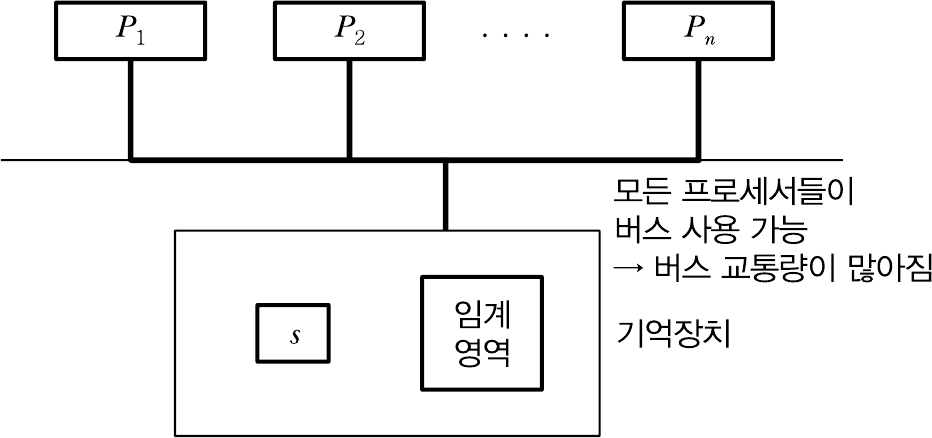 P1 P2 . . . . Pn
모든 프로세서들이
버스 사용 가능
→ 버스 교통량이 많아짐
s
임계
영역
기억장치